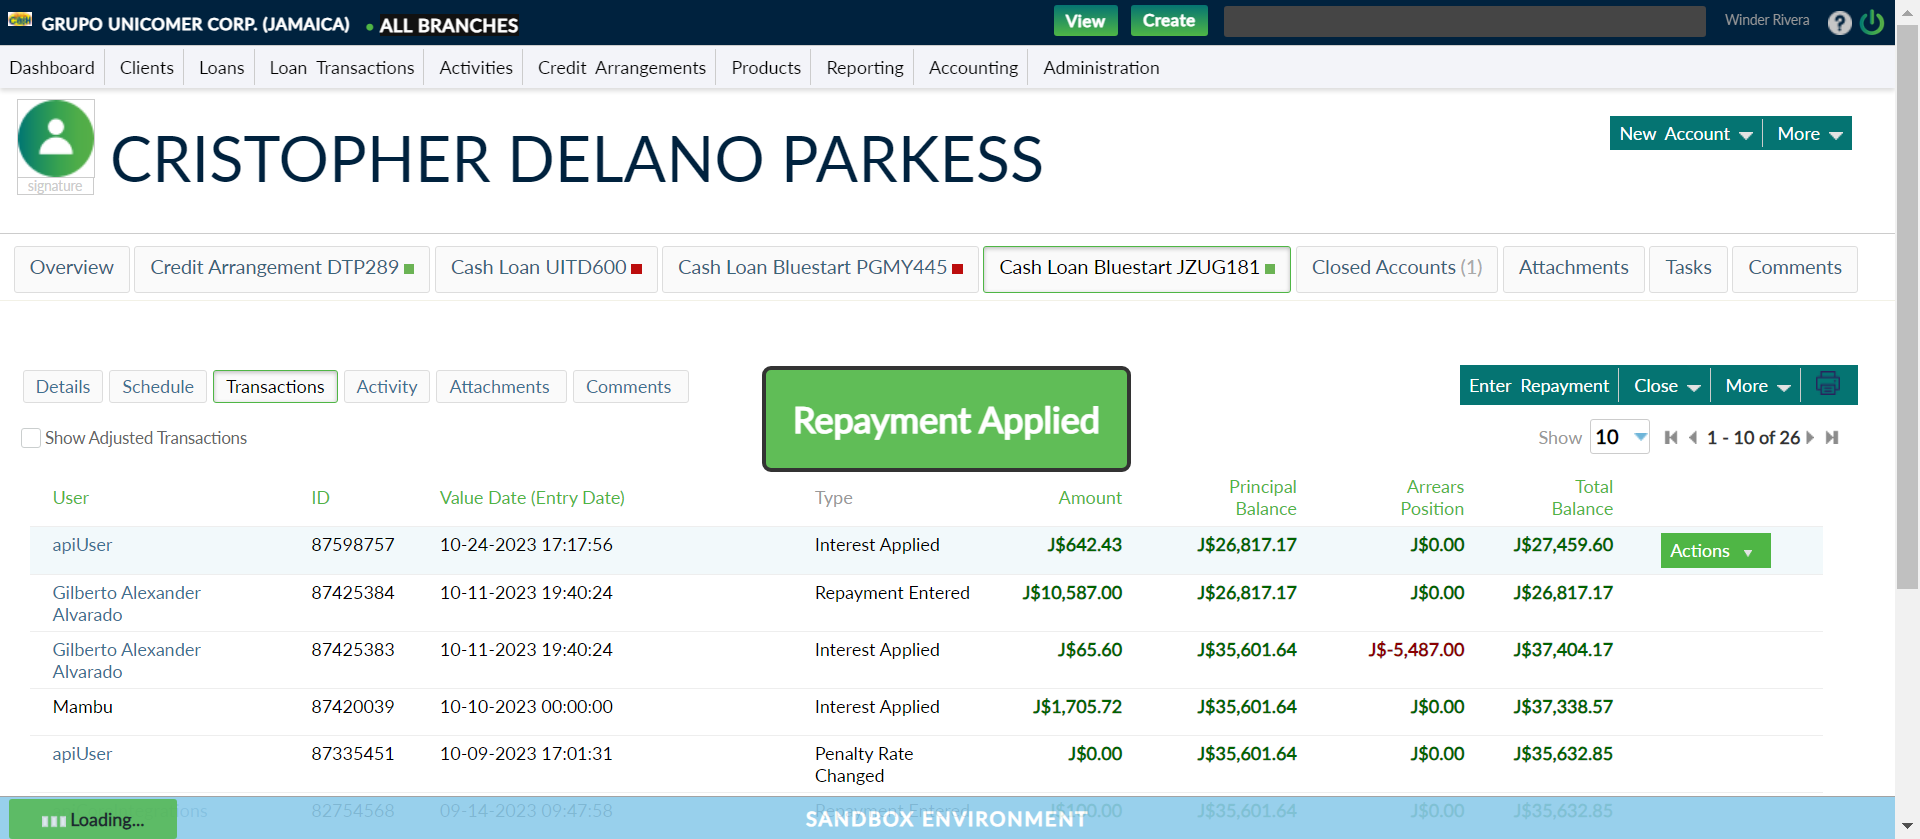 GRUPO UNICOMER CORP. (JAMAICA) • ALL BRANCHES View Create Winder Rivera ?
Dashboard Clients Loans Loan Transactions Activities Credit Arrangements Products Reporting Accounting Administration
signature
CRISTOPHER DELANO PARKESS
New Account More
Overview Credit Arrangement DTP289 Cash Loan UITD600 Cash Loan Bluestart PGMY445 Cash Loan Bluestart JZUG181 Closed Accounts (1) Attachments Tasks Comments
Details Schedule Transactions Activity Attachments Comments
Enter Repayment Close More
Repayment Applied
Show Adjusted Transactions
Show 10 1 - 10 of 26
User ID Value Date (Entry Date) Type Amount Principal Balance Arrears Position Total Balance
apiUser 87598757 10-24-2023 17:17:56 Interest Applied J$642.43 J$26,817.17 J$0.00 J$27,459.60 Actions
Gilberto Alexander Alvarado 87425384 10-11-2023 19:40:24 Repayment Entered J$10,587.00 J$26,817.17 J$0.00 J$26,817.17
Gilberto Alexander Alvarado 87425383 10-11-2023 19:40:24 Interest Applied J$65.60 J$35,601.64 J$-5,487.00 J$37,404.17
Mambu 87420039 10-10-2023 00:00:00 Interest Applied J$1,705.72 J$35,601.64 J$0.00 J$37,338.57
apiUser 87335451 10-09-2023 17:01:31 Penalty Rate Changed J$0.00 J$35,601.64 J$0.00 J$35,632.85
82754568 09-14-2023 09:47:58 Repayment Entered J$100.00 J$35,601.64 J$0.00 J$35,632.85
Loading...
SANDBOX ENVIRONMENT